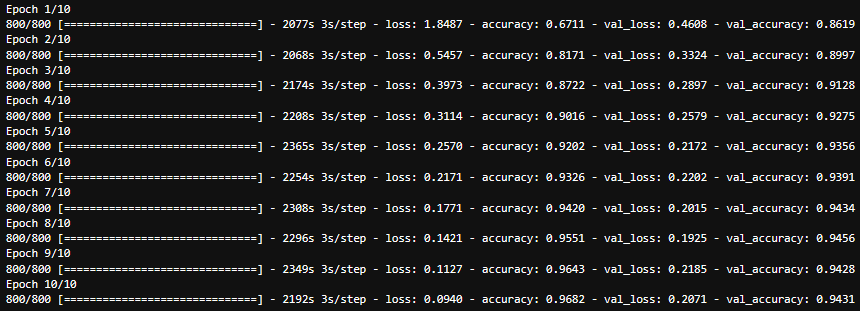 Epoch 1/10
800/800 [==============================] - 2077s 3s/step - loss: 1.8487 - accuracy: 0.6711 - val_loss: 0.4608 - val_accuracy: 0.8619
Epoch 2/10
800/800 [==============================] - 2068s 3s/step - loss: 0.5457 - accuracy: 0.8171 - val_loss: 0.3324 - val_accuracy: 0.8997
Epoch 3/10
800/800 [==============================] - 2174s 3s/step - loss: 0.3973 - accuracy: 0.8722 - val_loss: 0.2897 - val_accuracy: 0.9128
Epoch 4/10
800/800 [==============================] - 2208s 3s/step - loss: 0.3114 - accuracy: 0.9016 - val_loss: 0.2579 - val_accuracy: 0.9275
Epoch 5/10
800/800 [==============================] - 2365s 3s/step - loss: 0.2570 - accuracy: 0.9202 - val_loss: 0.2172 - val_accuracy: 0.9356
Epoch 6/10
800/800 [==============================] - 2254s 3s/step - loss: 0.2171 - accuracy: 0.9326 - val_loss: 0.2202 - val_accuracy: 0.9391
Epoch 7/10
800/800 [==============================] - 2308s 3s/step - loss: 0.1771 - accuracy: 0.9420 - val_loss: 0.2015 - val_accuracy: 0.9434
Epoch 8/10
800/800 [==============================] - 2296s 3s/step - loss: 0.1421 - accuracy: 0.9551 - val_loss: 0.1925 - val_accuracy: 0.9456
Epoch 9/10
800/800 [==============================] - 2349s 3s/step - loss: 0.1127 - accuracy: 0.9643 - val_loss: 0.2185 - val_accuracy: 0.9428
Epoch 10/10
800/800 [==============================] - 2192s 3s/step - loss: 0.0940 - accuracy: 0.9682 - val_loss: 0.2071 - val_accuracy: 0.9431